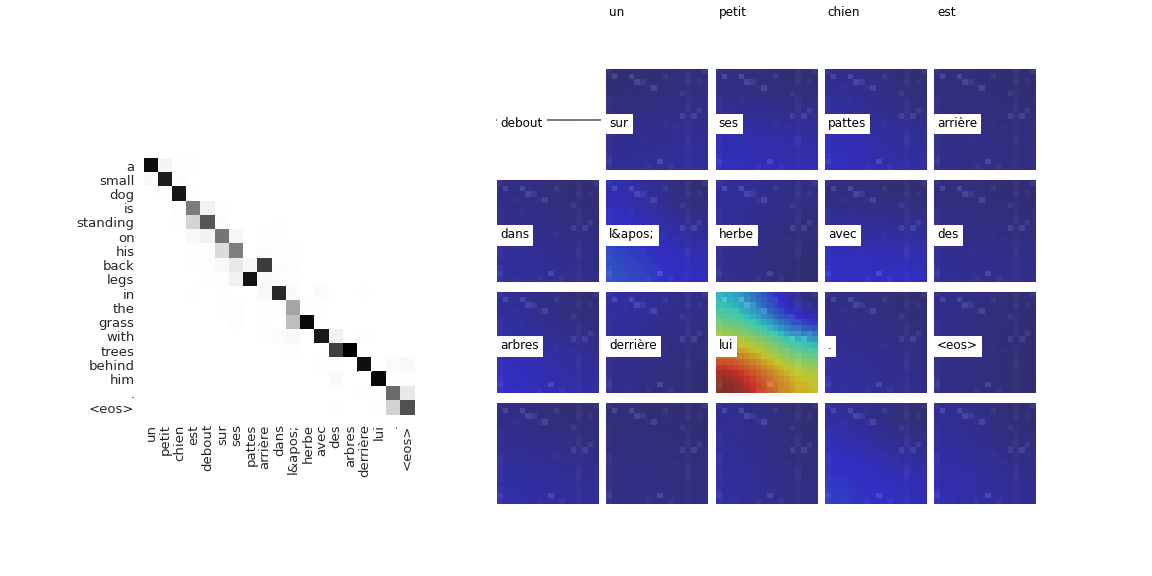 a
small
dog
is
standing
on
his
back
legs
in
the
grass
with
trees
behind
him
.
<eos>
un
petit
chien
est
debout
sur
ses
pattes
arrière
dans
l&apos;
herbe
avec
des
arbres
derrière
lui
.
<eos>
un petit chien est
debout sur ses pattes arrière
dans l&apos; herbe avec des
arbres derrière lui . <eos>